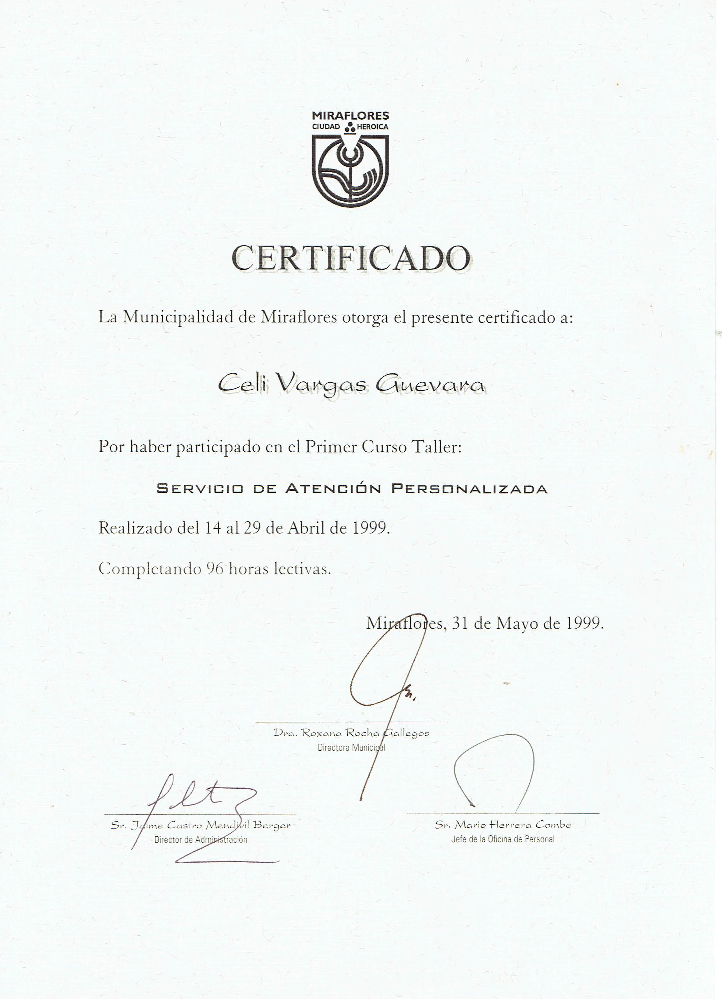 MIRAFLORES
CIUDAD HEROICA
CERTIFICADO
La Municipalidad de Miraflores otorga el presente certificado a:
Celi Vargas Guevara
Por haber participado en el Primer Curso Taller:
SERVICIO DE ATENCIÓN PERSONALIZADA
Realizado del 14 al 29 de Abril de 1999.
Completando 96 horas lectivas.
Miraflores, 31 de Mayo de 1999.
Dra. Roxana Rocha Gallegos
Directora Municipal
Sr. Jaime Castro Mendivil Berger
Director de Administración
Sr. Mario Herrera Combe
Jefe de la Oficina de Personal